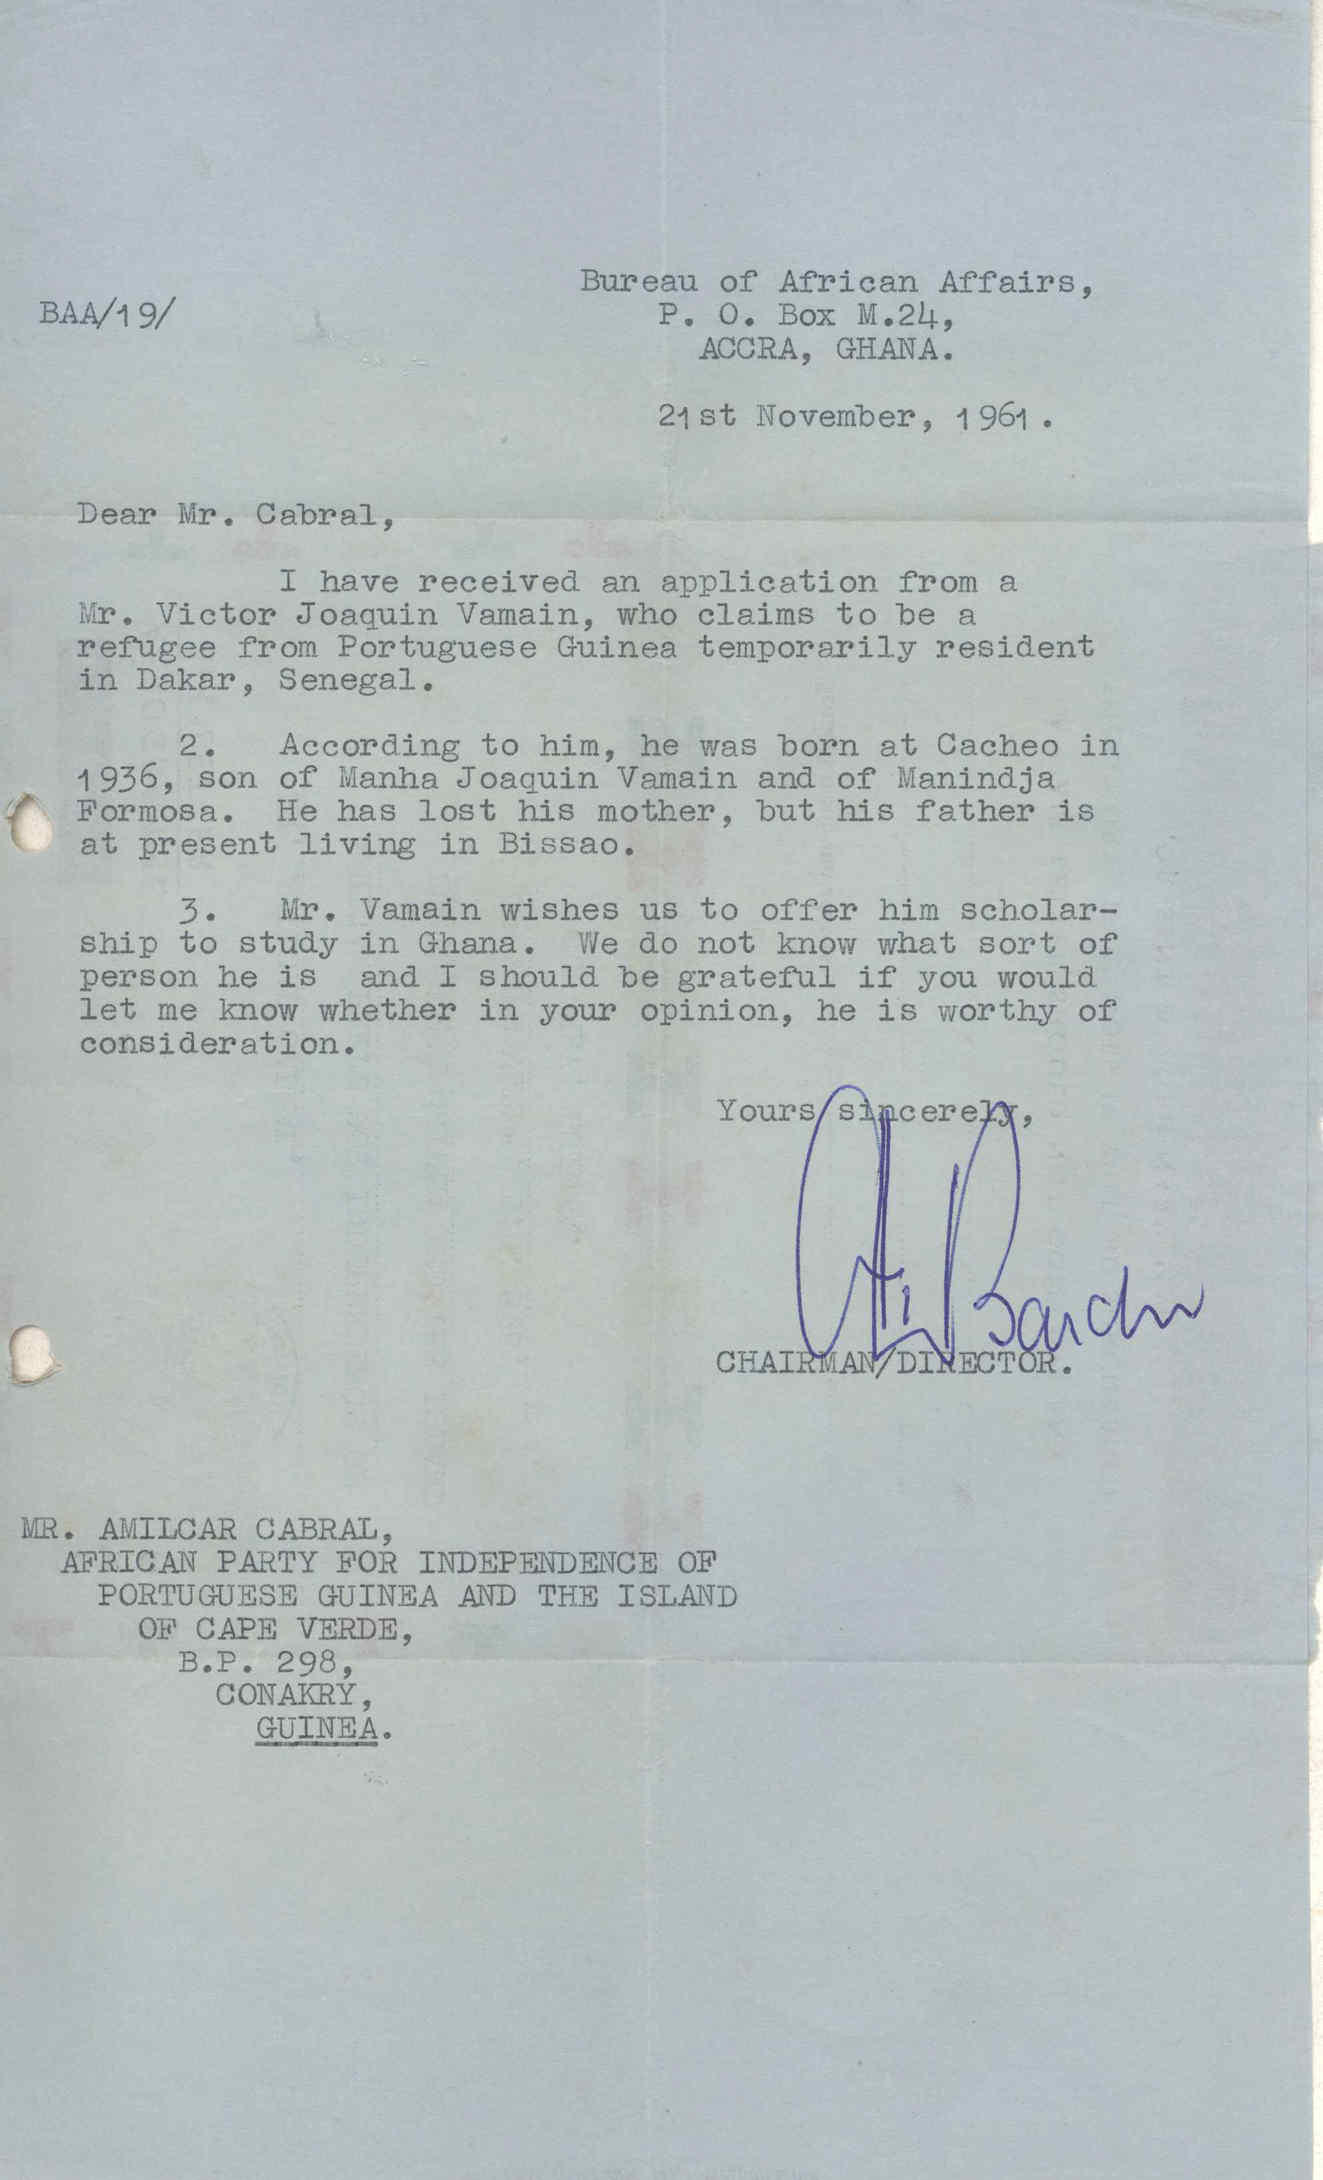 Bureau of African Affairs,
BAA/19/
P. O. Box M.24,
ACCRA, GHANA.
21st November, 1961.
Dear Mr. Cabral,
I have received an application from a
Mr. Victor Joaquin Vamain, who claims to be a
refugee from Portuguese Guinea temporarily resident
in Dakar, Senegal.
2. According to him, he was born at Cacheo in
1936, son of Manha Joaquin Vamain and of Manindja
Formosa. He has lost his mother, but his father is
at present living in Bissao.
3. Mr. Vamain wishes us to offer him scholar-
ship to study in Ghana. We do not know what sort of
person he is and I should be grateful if you would
let me know whether in your opinion, he is worthy of
consideration.
Yours sincerely,
CHAIRMAN/DIRECTOR.
MR. AMILCAR CABRAL,
AFRICAN PARTY FOR INDEPENDENCE OF
PORTUGUESE GUINEA AND THE ISLAND
OF CAPE VERDE,
B.P. 298,
CONAKRY,
GUINEA.